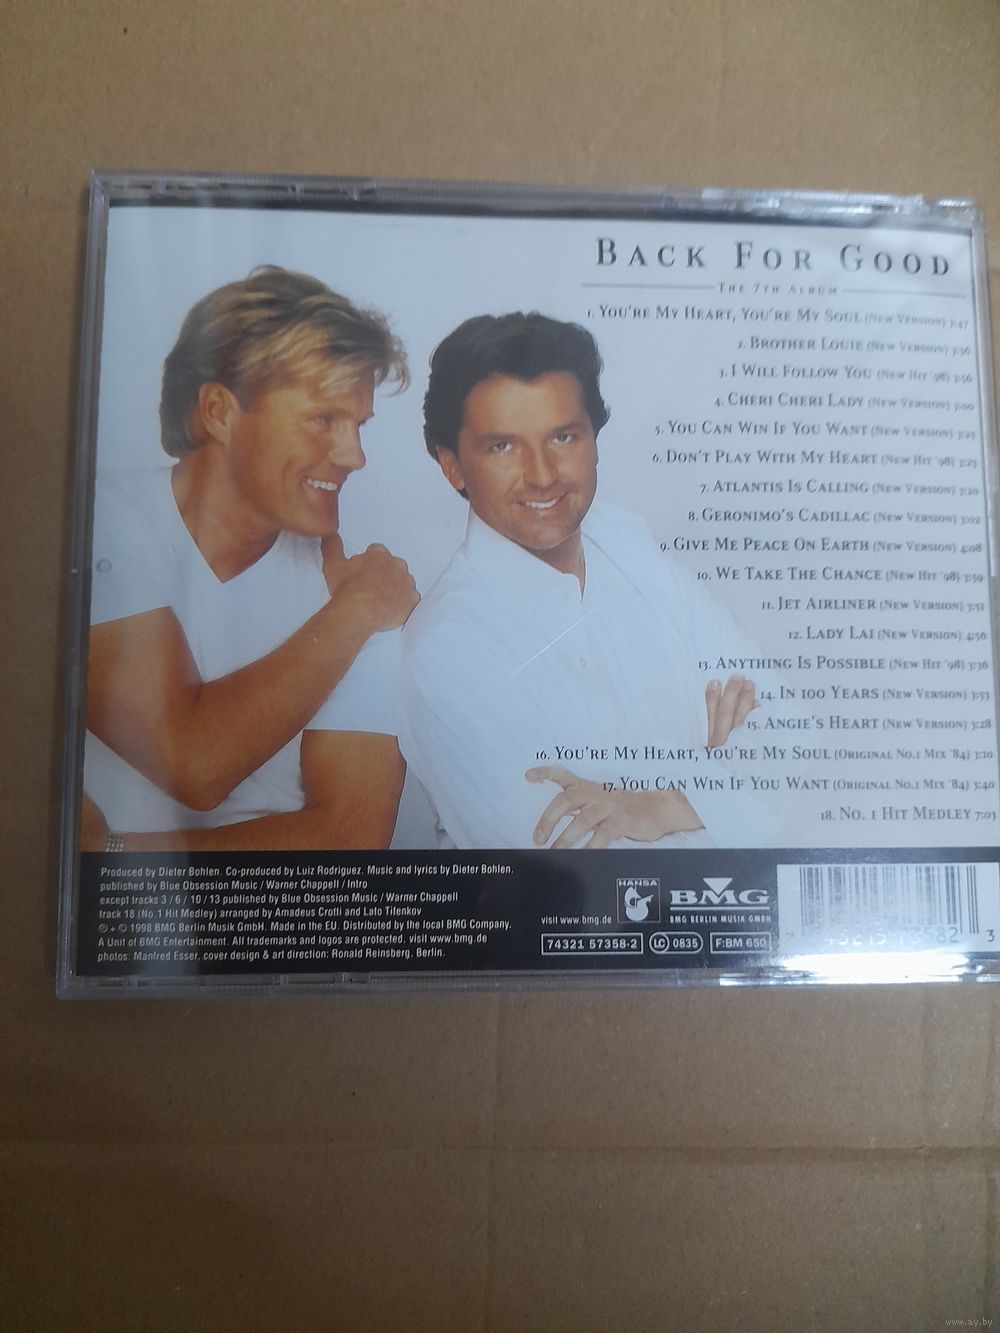 BACK FOR GOOD
THE 7TH ALBUM
1. YOU'RE MY HEART, YOU'RE MY SOUL (NEW VERSION) 3:47
2. BROTHER LOUIE (NEW VERSION) 3:36
3. I WILL FOLLOW YOU (NEW HIT '98) 3:56
4. CHERI CHERI LADY (NEW VERSION) 3:00
5. YOU CAN WIN IF YOU WANT (NEW VERSION) 3:25
6. DON'T PLAY WITH MY HEART (NEW HIT '98) 3:23
7. ATLANTIS IS CALLING (NEW VERSION) 3:20
8. GERONIMO'S CADILLAC (NEW VERSION) 3:02
9. GIVE ME PEACE ON EARTH (NEW VERSION) 4:08
10. WE TAKE THE CHANCE (NEW HIT '98) 3:59
11. JET AIRLINER (NEW VERSION) 3:51
12. LADY LAI (NEW VERSION) 4:56
13. ANYTHING IS POSSIBLE (NEW HIT '98) 3:36
14. IN 100 YEARS (NEW VERSION) 3:53
15. ANGIE'S HEART (NEW VERSION) 3:28
16. YOU'RE MY HEART, YOU'RE MY SOUL (ORIGINAL NO.1 MIX '84) 3:10
17. YOU CAN WIN IF YOU WANT (ORIGINAL NO.1 MIX '84) 3:40
18. NO. 1 HIT MEDLEY 7:03
Produced by Dieter Bohlen. Co-produced by Luiz Rodriguez. Music and lyrics by Dieter Bohlen.
published by Blue Obsession Music / Warner Chappell / Intro
except tracks 3 / 6 / 10 / 13 published by Blue Obsession Music / Warner Chappell
track 18 (No. 1 Hit Medley) arranged by Amadeus Crotti and Lalo Titenkov
℗ + © 1998 BMG Berlin Musik GmbH. Made in the EU. Distributed by the local BMG Company.
A Unit of BMG Entertainment. All trademarks and logos are protected. visit www.bmg.de
photos: Manfred Esser, cover design & art direction: Ronald Reinsberg. Berlin.
visit www.bmg.de
HANSA
BMG
BMG BERLIN MUSIK GMBH
74321 57358-2
LC 0835
F:BM 650
3
www.ay.by